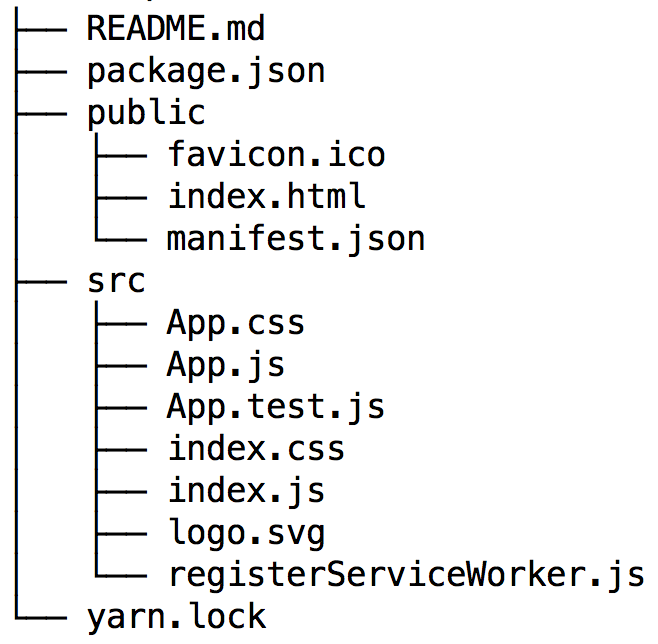 ├── README.md
├── package.json
├── public
│   ├── favicon.ico
│   ├── index.html
│   └── manifest.json
├── src
│   ├── App.css
│   ├── App.js
│   ├── App.test.js
│   ├── index.css
│   ├── index.js
│   ├── logo.svg
│   └── registerServiceWorker.js
└── yarn.lock